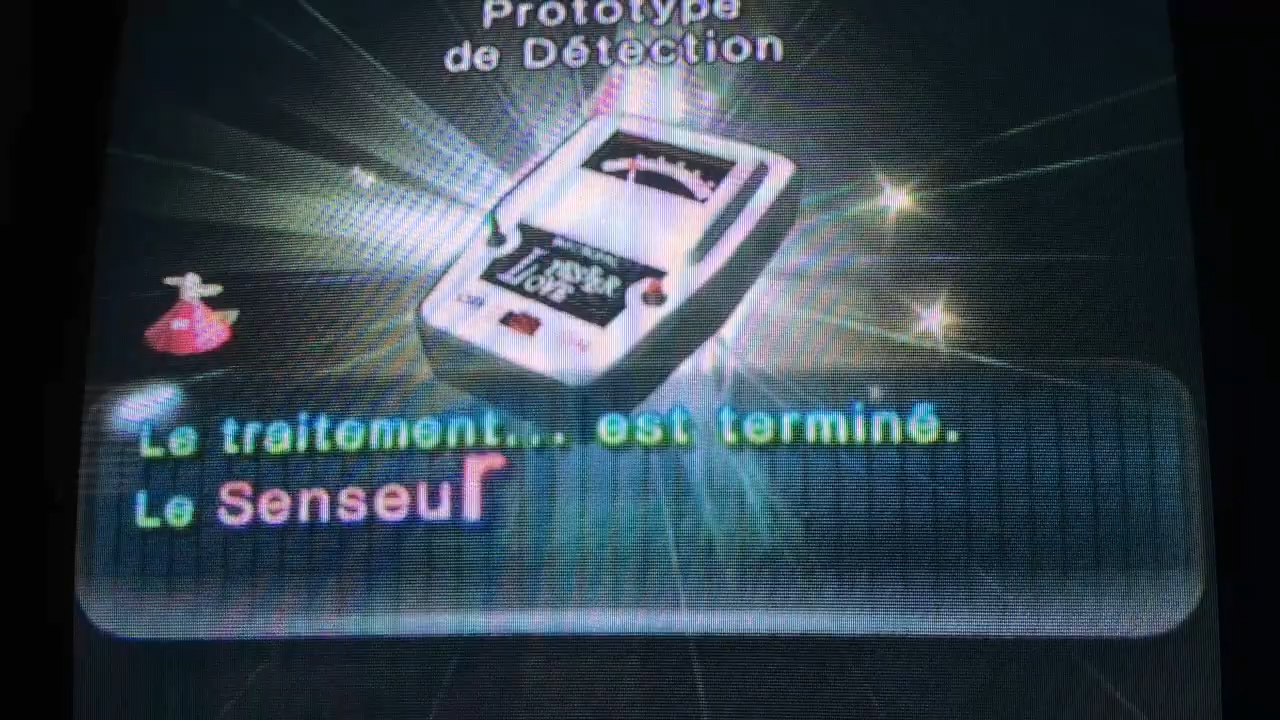 Prototype
de Détection
Le traitement... est terminé.
Le Senseur